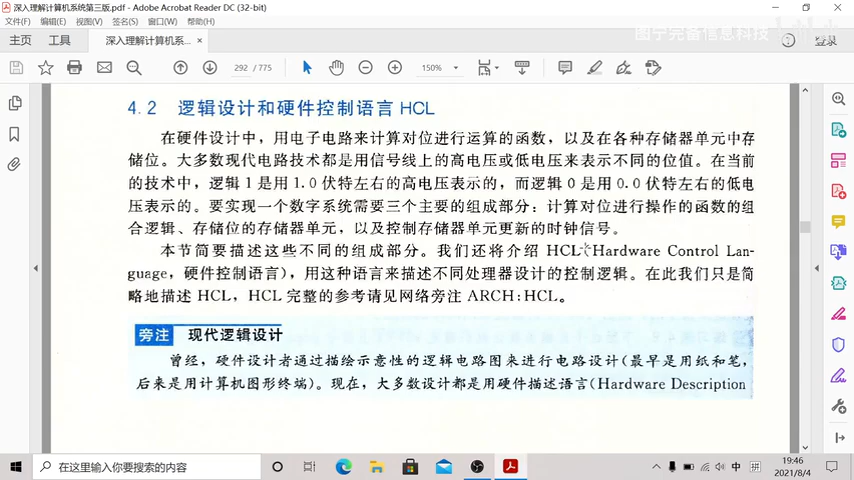 深入理解计算机系统第三版.pdf - Adobe Acrobat Reader DC (32-bit)
文件(F) 编辑(E) 视图(V) 签名(S) 窗口(W) 帮助(H)
图宁完备信息科技
主页 工具 深入理解计算机系... × 登录
292 / 775 150%
4.2 逻辑设计和硬件控制语言 HCL
在硬件设计中，用电子电路来计算对位进行运算的函数，以及在各种存储器单元中存
储位。大多数现代电路技术都是用信号线上的高电压或低电压来表示不同的位值。在当前
的技术中，逻辑 1 是用 1.0 伏特左右的高电压表示的，而逻辑 0 是用 0.0 伏特左右的低电
压表示的。要实现一个数字系统需要三个主要的组成部分：计算对位进行操作的函数的组
合逻辑、存储位的存储器单元，以及控制存储器单元更新的时钟信号。
本节简要描述这些不同的组成部分。我们还将介绍 HCL(Hardware Control Lan-
guage，硬件控制语言)，用这种语言来描述不同处理器设计的控制逻辑。在此我们只是简
略地描述 HCL，HCL 完整的参考请见网络旁注 ARCH:HCL。
旁注 现代逻辑设计
曾经，硬件设计者通过描绘示意性的逻辑电路图来进行电路设计(最早是用纸和笔，
后来是用计算机图形终端)。现在，大多数设计都是用硬件描述语言(Hardware Description
在这里输入你要搜索的内容
中 拼
19:46
2021/8/4